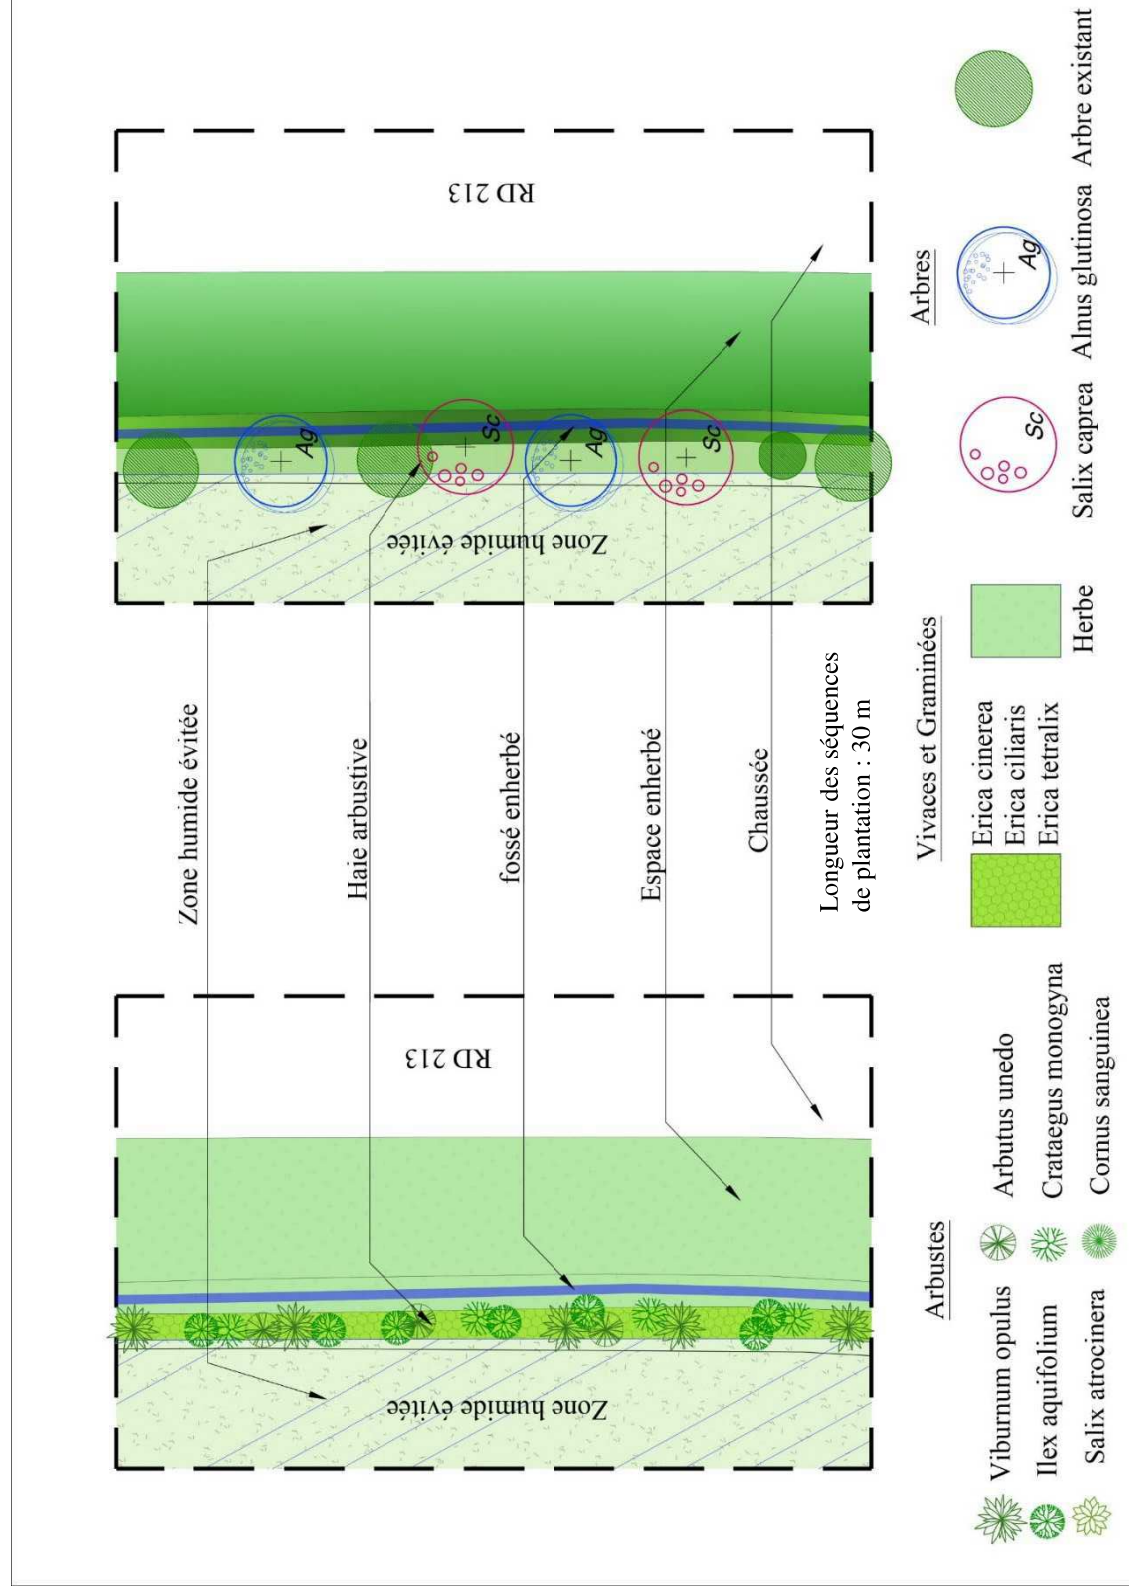 Zone humide évitée
RD 213
Zone humide évitée
Haie arbustive
fossé enherbé
Espace enherbé
Chaussée
Longueur des séquences
de plantation : 30 m
Zone humide évitée
RD 213
Ag
Sc
Ag
Sc
Arbustes
Viburnum opulus
Arbutus unedo
Ilex aquifolium
Crataegus monogyna
Salix atrocinera
Cornus sanguinea
Vivaces et Graminées
Erica cinerea
Erica ciliaris
Erica tetralix
Herbe
Arbres
Sc
Salix caprea
Ag
Alnus glutinosa
Arbre existant